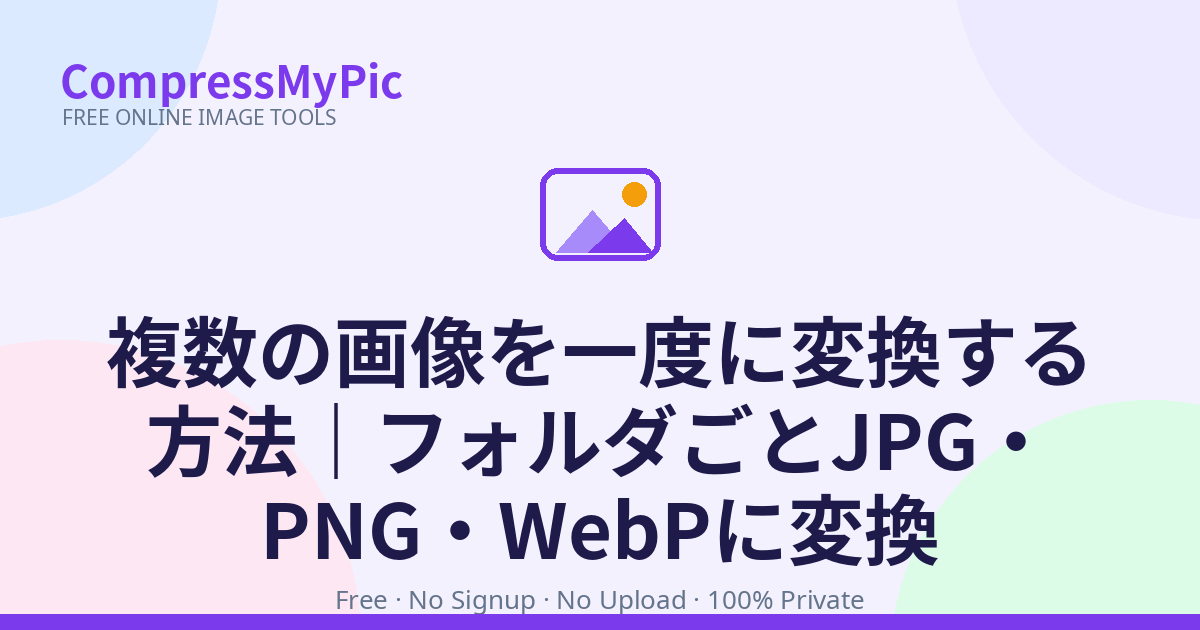 CompressMyPic
FREE ONLINE IMAGE TOOLS
複数の画像を一度に変換する
方法｜フォルダごとJPG・
PNG・WebPに変換
Free · No Signup · No Upload · 100% Private